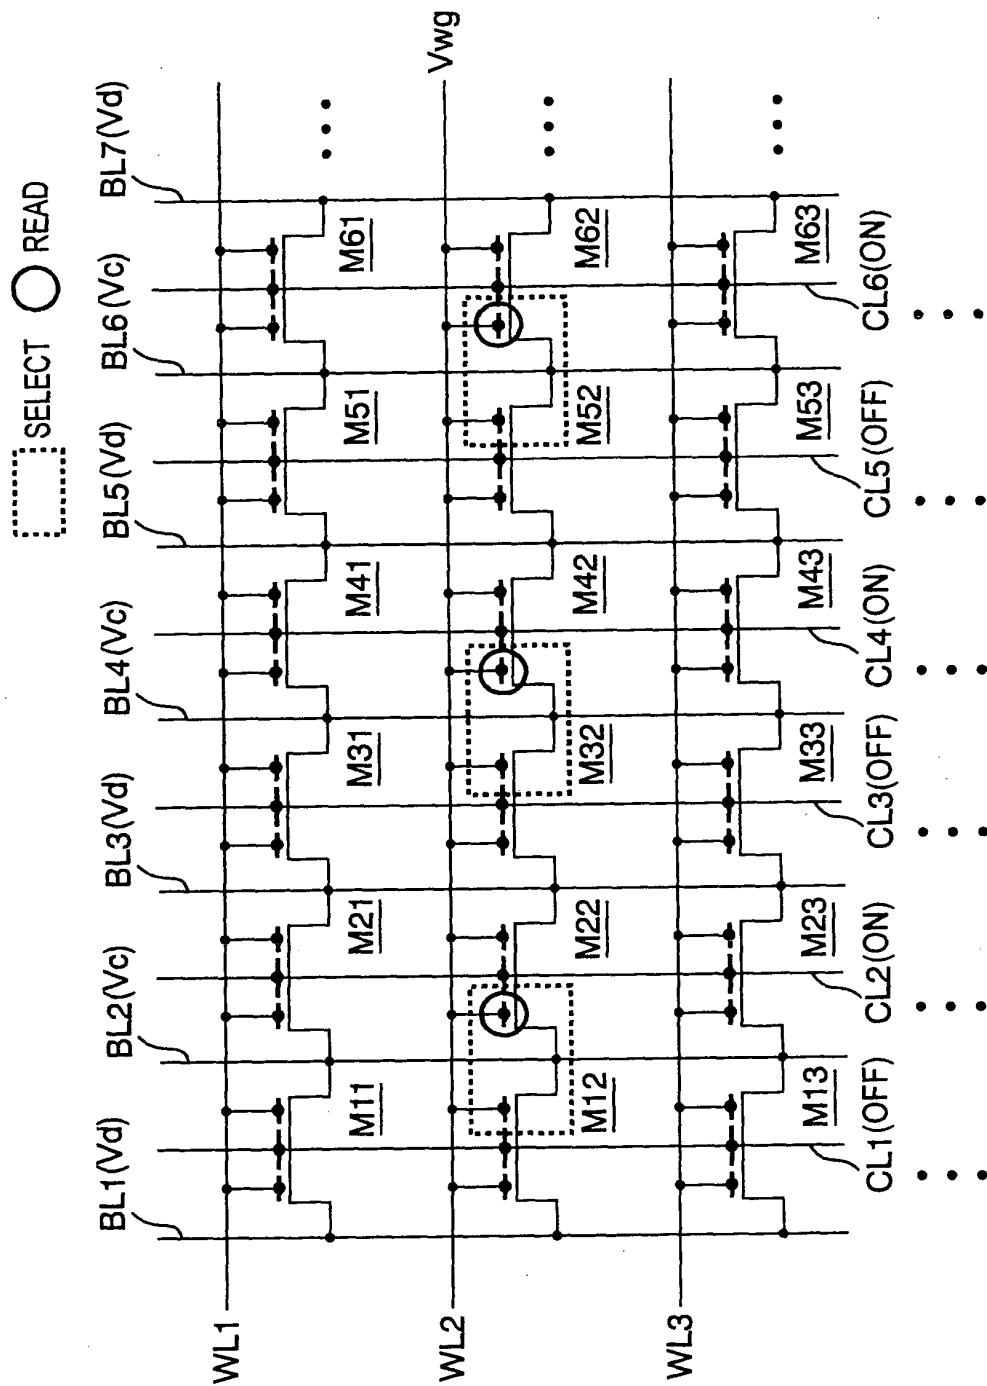 SELECT READ
BL1(Vd) BL2(Vc) BL3(Vd) BL4(Vc) BL5(Vd) BL6(Vc) BL7(Vd)
WL1
M11 M21 M31 M41 M51 M61
WL2 Vwg
M12 M22 M32 M42 M52 M62
WL3
M13 M23 M33 M43 M53 M63
CL1(OFF) CL2(ON) CL3(OFF) CL4(ON) CL5(OFF) CL6(ON)